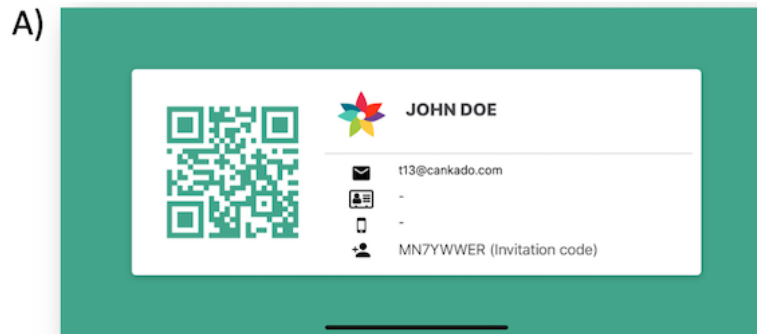 A)
JOHN DOE
t13@cankado.com
-
-
MN7YWWER (Invitation code)